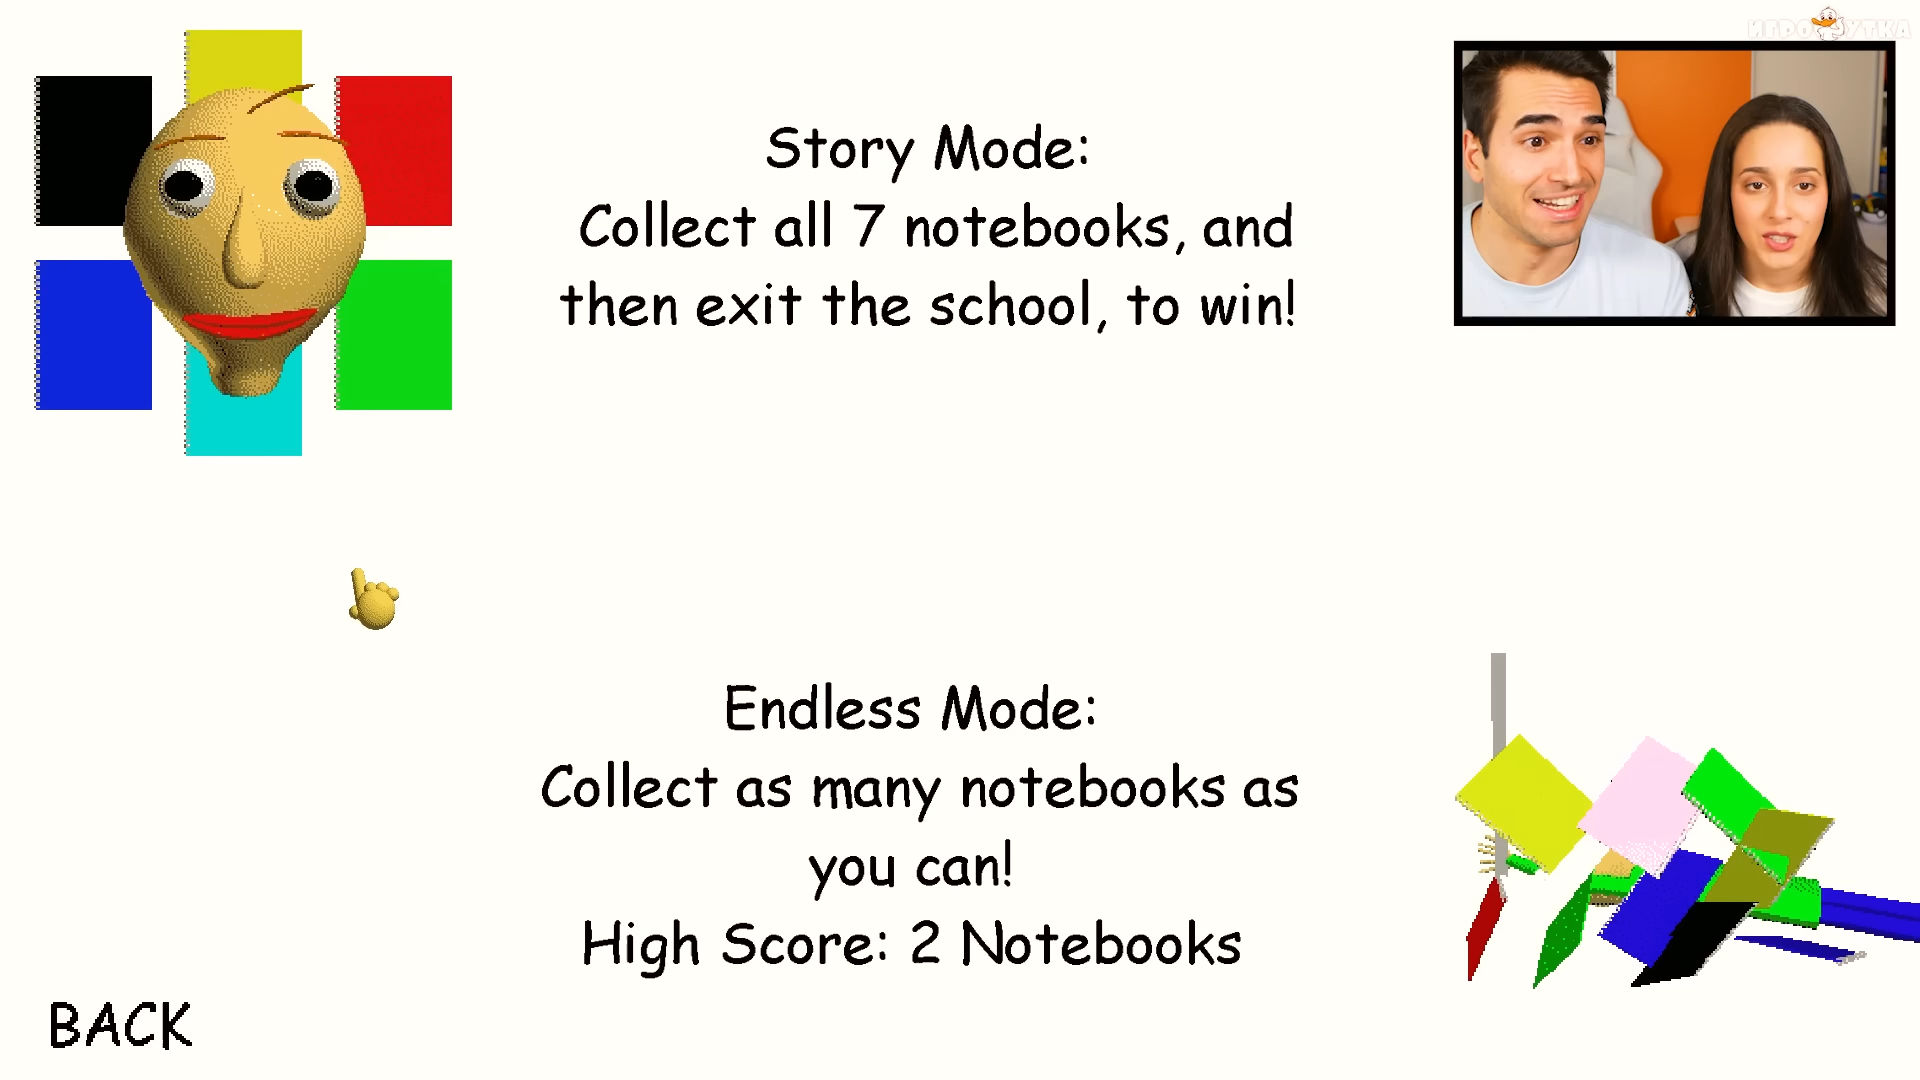 ИГРОУТКА
Story Mode:
Collect all 7 notebooks, and
then exit the school, to win!
Endless Mode:
Collect as many notebooks as
you can!
High Score: 2 Notebooks
BACK